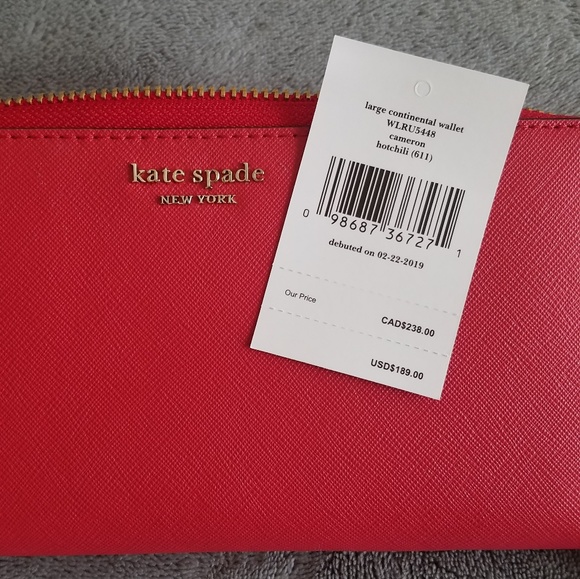 kate spade
NEW YORK
large continental wallet
WLRU5448
cameron
hotchili (611)
0 98687 36727 1
debuted on 02-22-2019
Our Price
CAD$238.00
USD$189.00